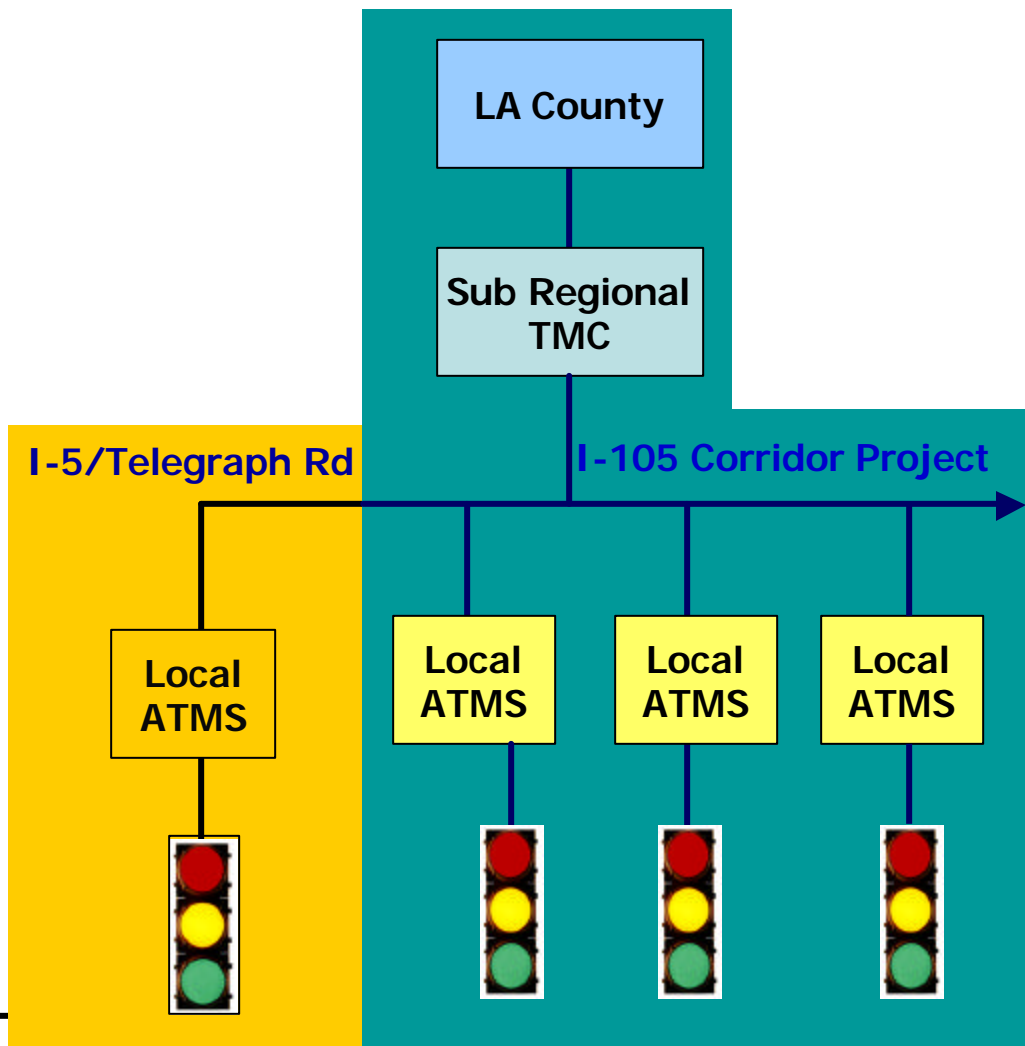 LA County
Sub Regional
TMC
I-5/Telegraph Rd
I-105 Corridor Project
Local
ATMS
Local
ATMS
Local
ATMS
Local
ATMS